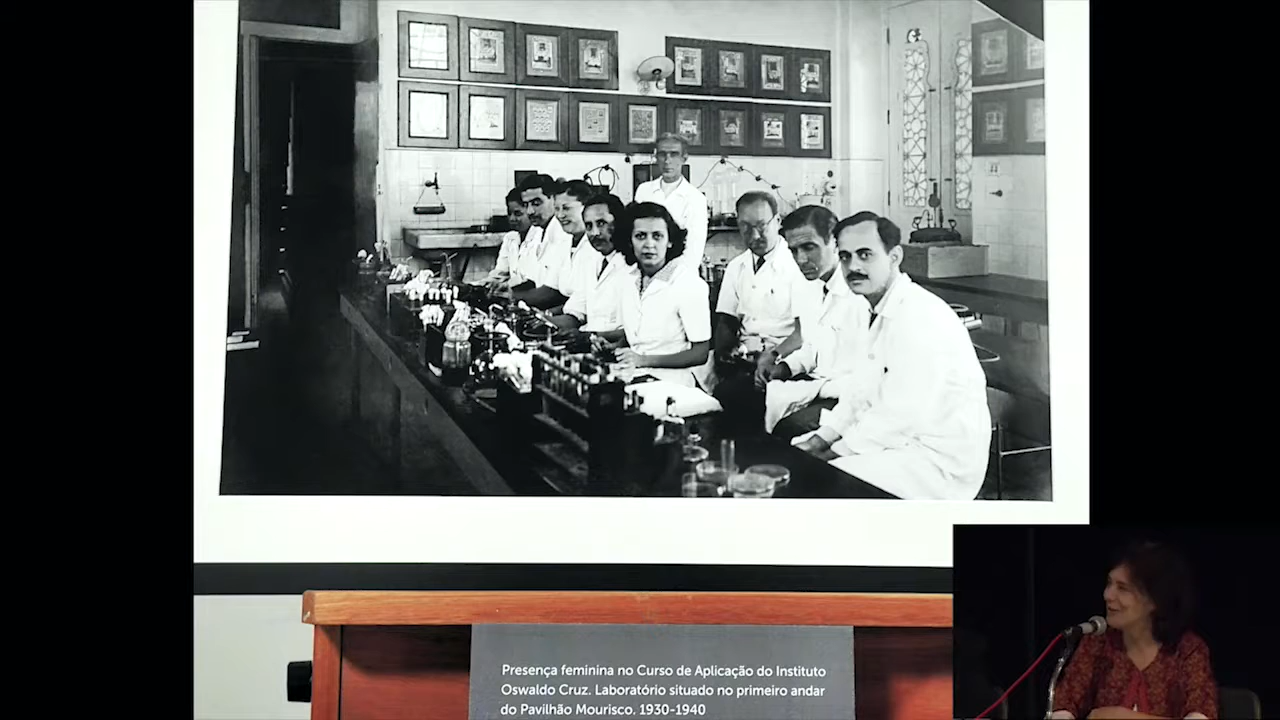 Presença feminina no Curso de Aplicação do Instituto
Oswaldo Cruz. Laboratório situado no primeiro andar
do Pavilhão Mourisco. 1930-1940